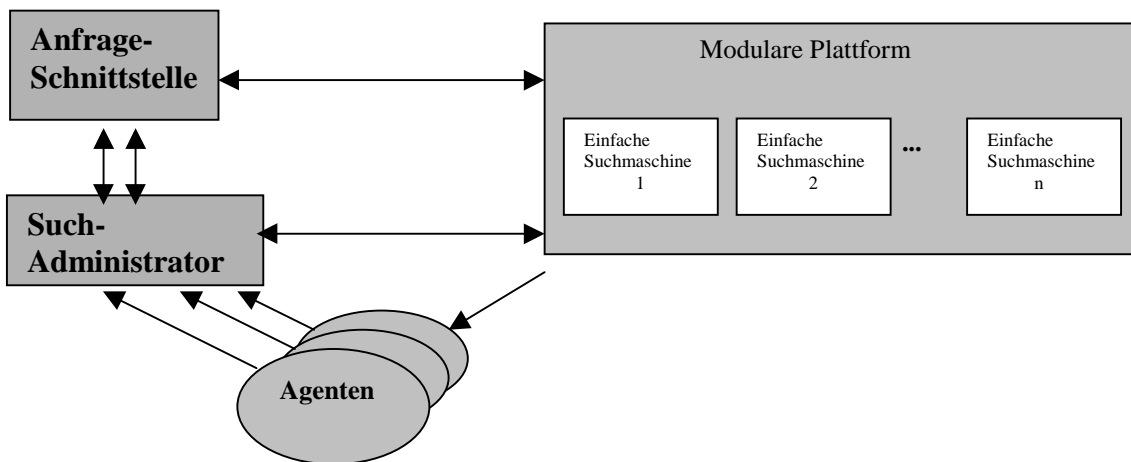 Anfrage-
Schnittstelle
Modulare Plattform
Einfache
Suchmaschine
1
Einfache
Suchmaschine
2
...
Einfache
Suchmaschine
n
Such-
Administrator
Agenten